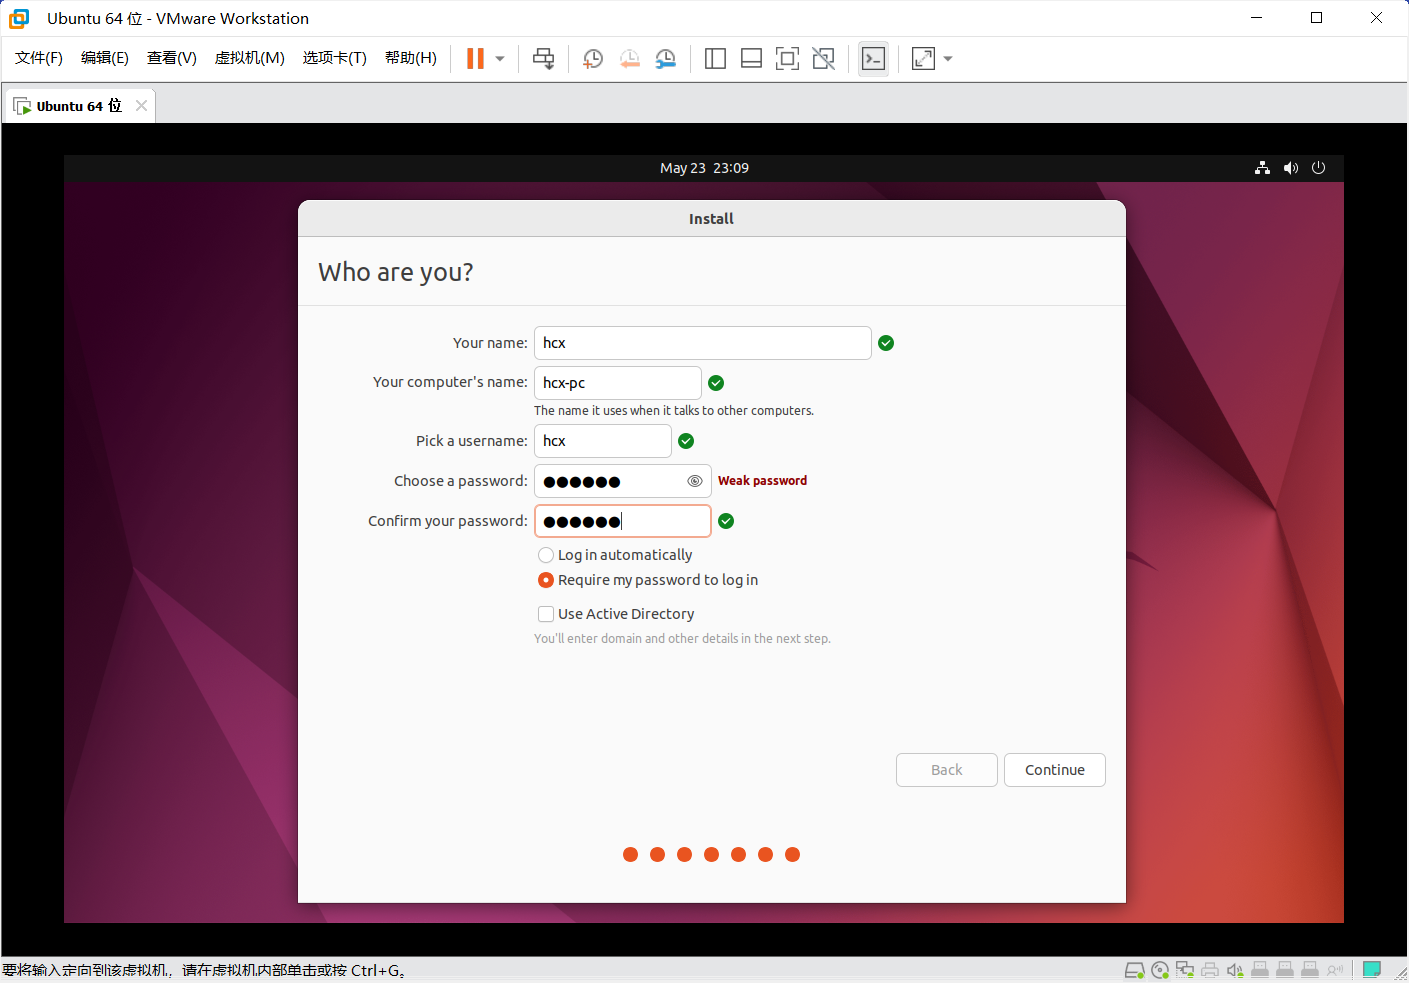 Ubuntu 64 位 - VMware Workstation
文件(F) 编辑(E) 查看(V) 虚拟机(M) 选项卡(T) 帮助(H)
Ubuntu 64 位
May 23 23:09
Install
Who are you?
Your name: hcx
Your computer's name: hcx-pc
The name it uses when it talks to other computers.
Pick a username: hcx
Choose a password: ●●●●●● Weak password
Confirm your password: ●●●●●●
Log in automatically
Require my password to log in
Use Active Directory
You'll enter domain and other details in the next step.
Back Continue
要将输入定向到该虚拟机，请在虚拟机内部单击或按 Ctrl+G。